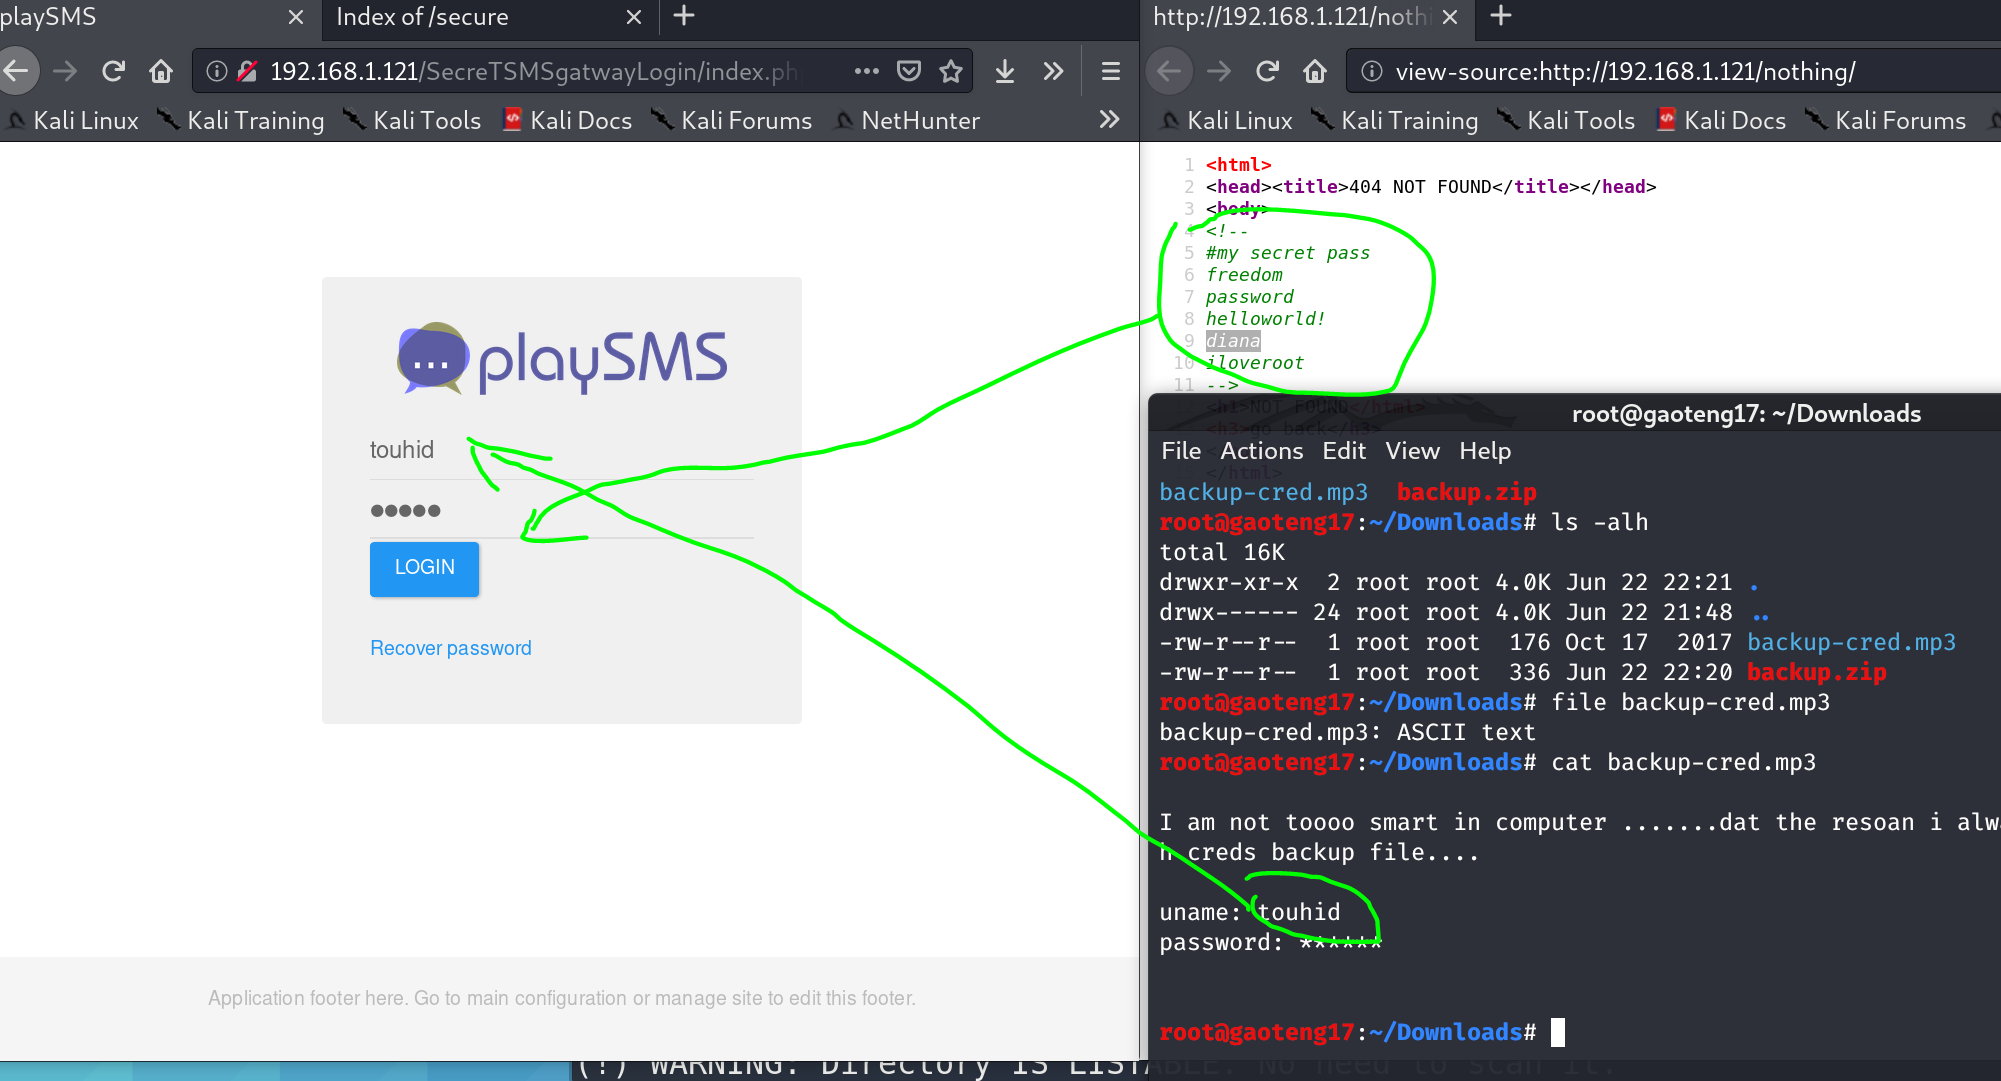 playSMS
Index of /secure
http://192.168.1.121/nothi
192.168.1.121/SecreTSMSgatwayLogin/index.ph
view-source:http://192.168.1.121/nothing/
Kali Linux
Kali Training
Kali Tools
Kali Docs
Kali Forums
NetHunter
Kali Linux
Kali Training
Kali Tools
Kali Docs
Kali Forums
playSMS
touhid
●●●●●
LOGIN
Recover password
Application footer here. Go to main configuration or manage site to edit this footer.
1 <html>
2 <head><title>404 NOT FOUND</title></head>
3 <body>
4 <!--
5 #my secret pass
6 freedom
7 password
8 helloworld!
9 diana
10 iloveroot
11 -->
<h1>NOT FOUND</html>
<h3>go back</h3>
</html>
root@gaoteng17: ~/Downloads
File Actions Edit View Help
backup-cred.mp3 backup.zip
root@gaoteng17:~/Downloads# ls -alh
total 16K
drwxr-xr-x 2 root root 4.0K Jun 22 22:21 .
drwx------ 24 root root 4.0K Jun 22 21:48 ..
-rw-r--r-- 1 root root 176 Oct 17 2017 backup-cred.mp3
-rw-r--r-- 1 root root 336 Jun 22 22:20 backup.zip
root@gaoteng17:~/Downloads# file backup-cred.mp3
backup-cred.mp3: ASCII text
root@gaoteng17:~/Downloads# cat backup-cred.mp3
I am not toooo smart in computer .......dat the resoan i alw
h creds backup file....
uname: touhid
password: ******
root@gaoteng17:~/Downloads#
(!) WARNING: Directory IS LISTABLE. No need to scan it.